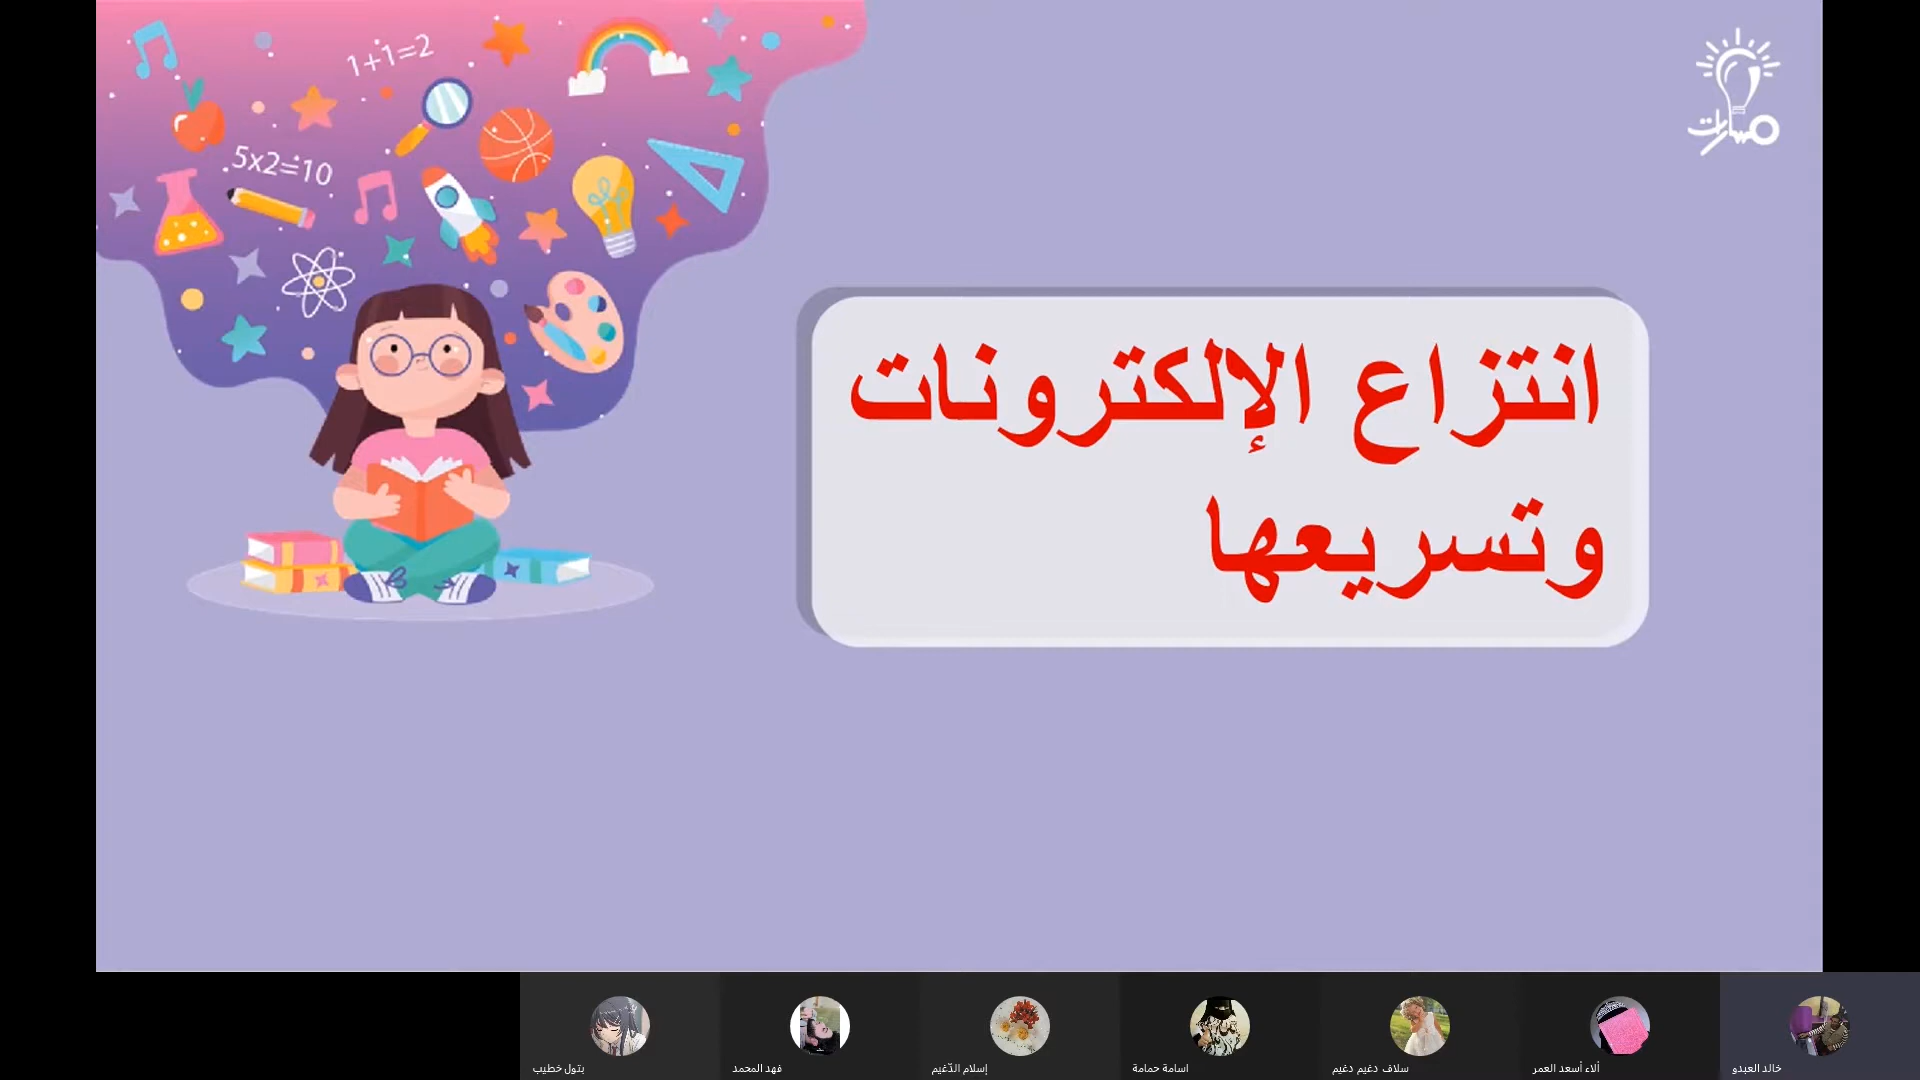 1+1=2
5x2=10
مسارات
انتزاع الإلكترونات
وتسريعها
بتول خطيب
فهد المحمد
إسلام الدّغيم
اسامة حمامة
سلاف دغيم دغيم
ألاء أسعد العمر
خالد العبدو